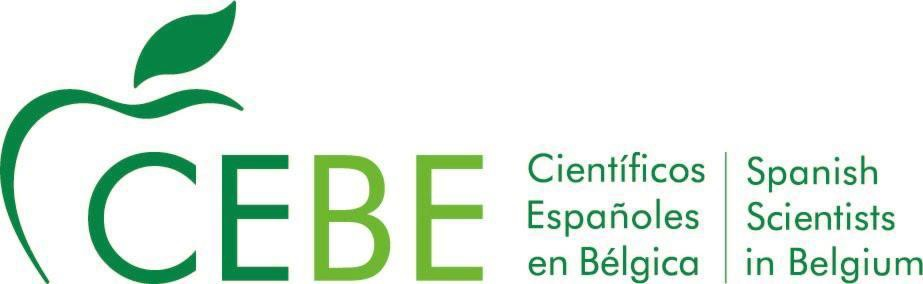 CEBE
Científicos
Españoles
en Bélgica
Spanish
Scientists
in Belgium